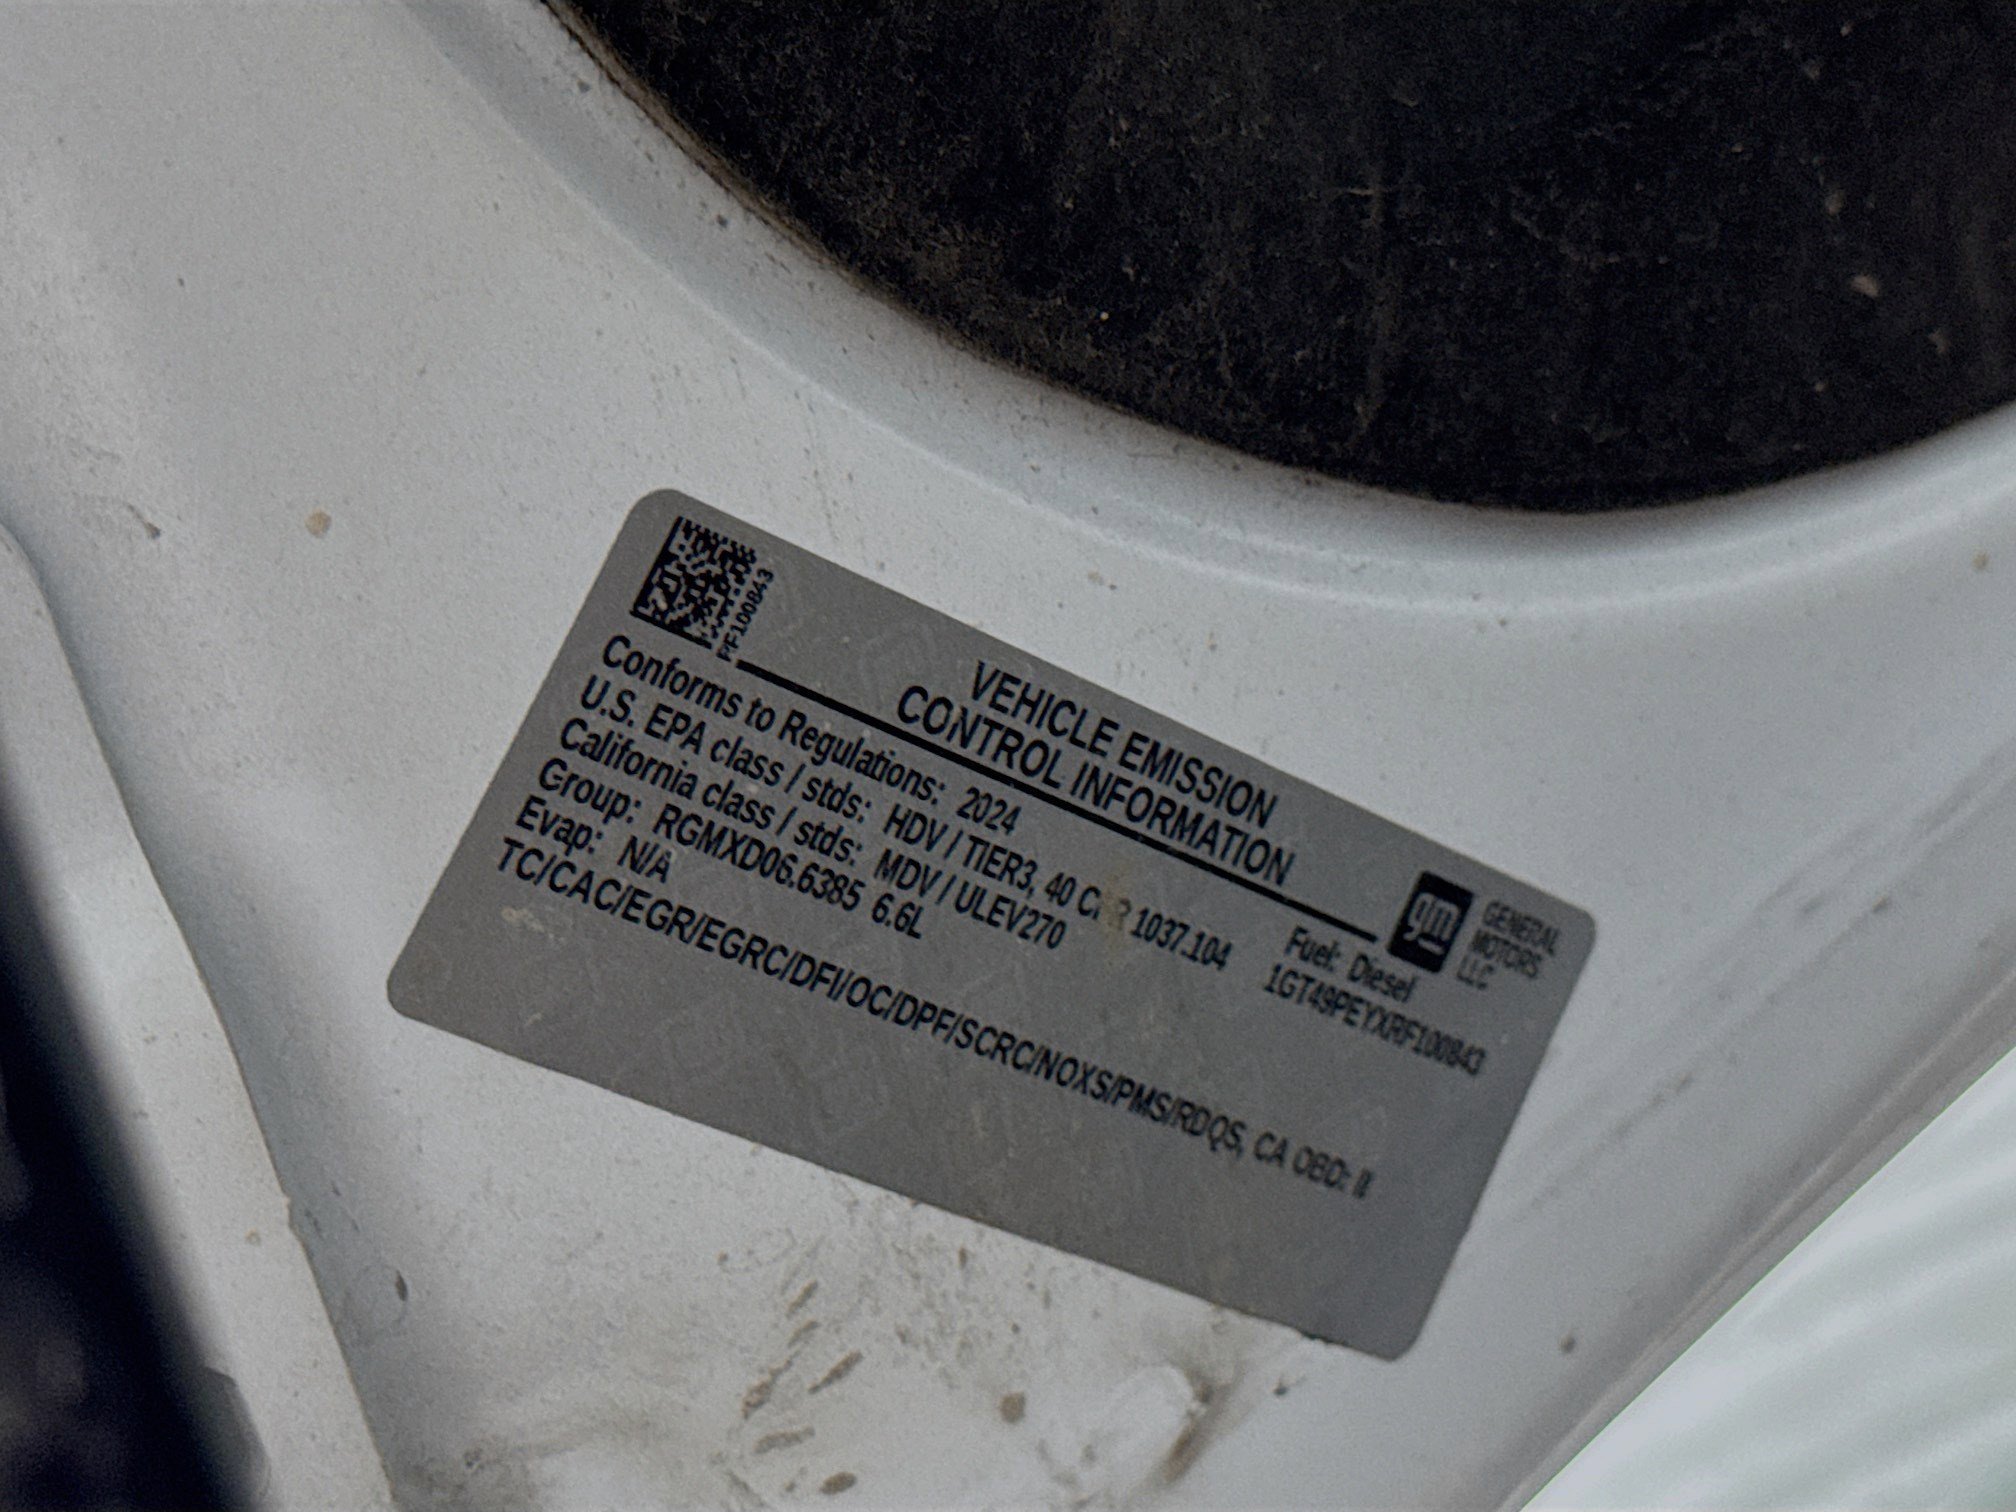 RF100843
VEHICLE EMISSION
CONTROL INFORMATION
gm
GENERAL
MOTORS
LLC
Conforms to Regulations: 2024
Fuel: Diesel
U.S. EPA class / stds: HDV / TIER3, 40 CFR 1037.104
1GT49PEYXRF100843
California class / stds: MDV / ULEV270
Group: RGMXD06.6385 6.6L
Evap: N/A
TC/CAC/EGR/EGRC/DFI/OC/DPF/SCRC/NOXS/PMS/RDQS, CA OBD: II